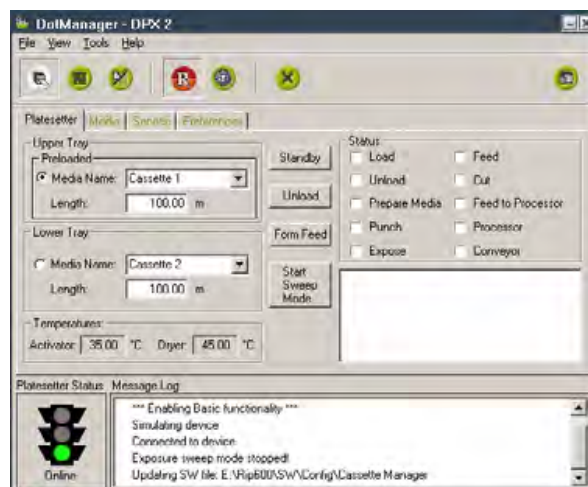 DotManager - DPX 2
File View Tools Help
R
Platesetter Media Service Preferences
Upper Tray
Preloaded
Media Name: Cassette 1
Length: 100.00 m
Lower Tray
Media Name: Cassette 2
Length: 100.00 m
Temperatures:
Activator: 35.00 °C Dryer: 45.00 °C
Standby
Unload
Form Feed
Start
Sweep
Mode
Status
Load Feed
Unload Cut
Prepare Media Feed to Processor
Punch Processor
Expose Conveyor
Platesetter Status
Online
Message Log
*** Enabling Basic functionality ***
Simulating device
Connected to device
Exposure sweep mode stopped!
Updating SW file: E:\Rip600\SW\Config\Cassette Manager